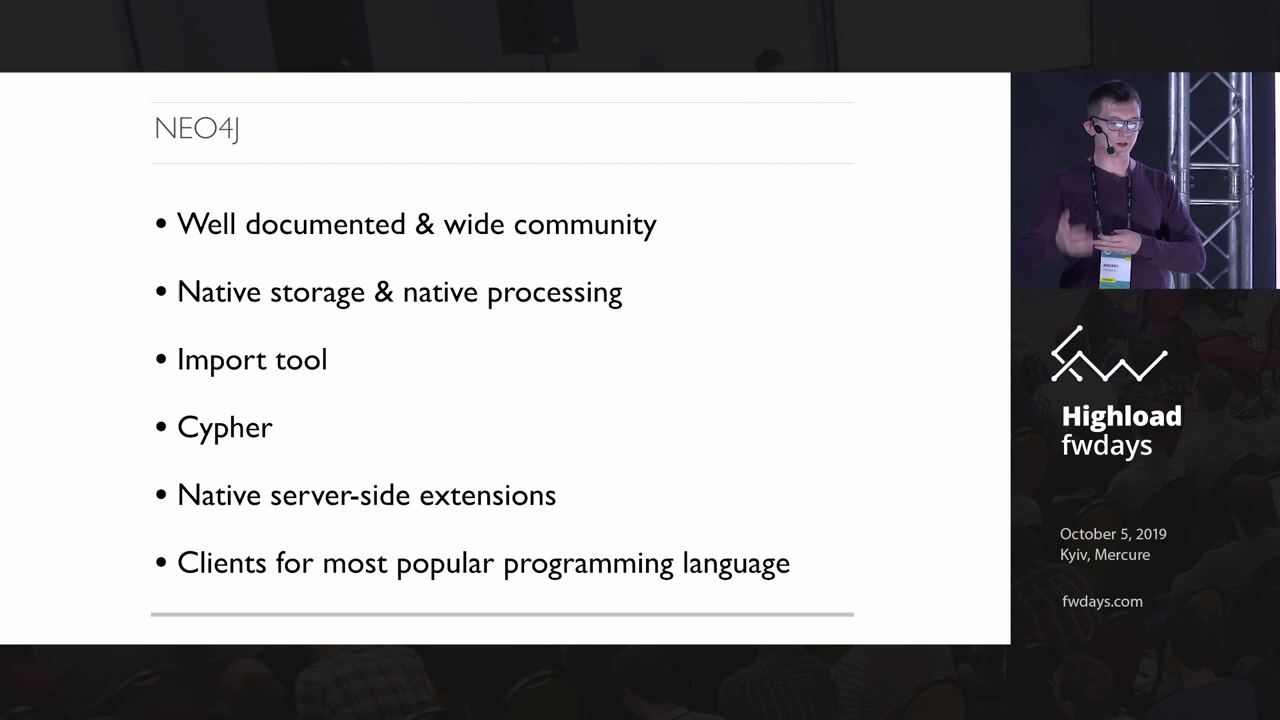 NEO4J
• Well documented & wide community
• Native storage & native processing
• Import tool
• Cypher
• Native server-side extensions
• Clients for most popular programming language
ANDREY
Highload
fwdays
October 5, 2019
Kyiv, Mercure
fwdays.com